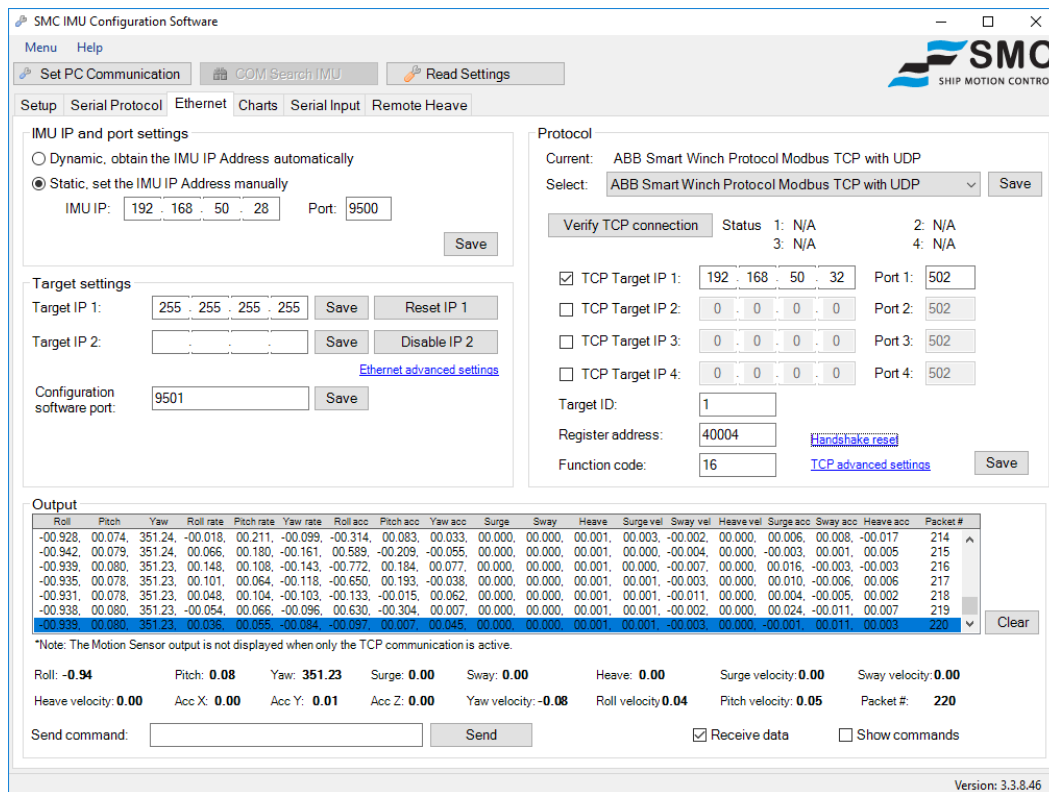 SMC IMU Configuration Software
Menu Help
SMC
SHIP MOTION CONTRO
Set PC Communication COM Search IMU Read Settings
Setup Serial Protocol Ethernet Charts Serial Input Remote Heave
IMU IP and port settings
Dynamic, obtain the IMU IP Address automatically
Static, set the IMU IP Address manually
IMU IP: 192 . 168 . 50 . 28 Port: 9500
Save
Target settings
Target IP 1: 255 . 255 . 255 . 255 Save Reset IP 1
Target IP 2: . . . Save Disable IP 2
Ethernet advanced settings
Configuration software port: 9501 Save
Protocol
Current: ABB Smart Winch Protocol Modbus TCP with UDP
Select: ABB Smart Winch Protocol Modbus TCP with UDP Save
Verify TCP connection Status 1: N/A 2: N/A
3: N/A 4: N/A
TCP Target IP 1: 192 . 168 . 50 . 32 Port 1: 502
TCP Target IP 2: 0 . 0 . 0 . 0 Port 2: 502
TCP Target IP 3: 0 . 0 . 0 . 0 Port 3: 502
TCP Target IP 4: 0 . 0 . 0 . 0 Port 4: 502
Target ID: 1
Register address: 40004 Handshake reset
Function code: 16 TCP advanced settings Save
Output
Roll Pitch Yaw Roll rate Pitch rate Yaw rate Roll acc Pitch acc Yaw acc Surge Sway Heave Surge vel Sway vel Heave vel Surge acc Sway acc Heave acc Packet #
-00.928, 00.074, 351.24, -00.018, 00.211, -00.099, -00.314, 00.083, 00.033, 00.000, 00.000, 00.001, 00.003, -00.002, 00.000, 00.006, 00.008, -00.017 214
-00.942, 00.079, 351.24, 00.066, 00.180, -00.161, 00.589, -00.209, -00.055, 00.000, 00.000, 00.001, 00.000, -00.004, 00.000, -00.003, 00.001, 00.005 215
-00.939, 00.080, 351.23, 00.148, 00.108, -00.143, -00.772, 00.184, 00.077, 00.000, 00.000, 00.001, 00.000, -00.007, 00.000, 00.016, -00.003, -00.003 216
-00.935, 00.078, 351.23, 00.101, 00.064, -00.118, -00.650, 00.193, -00.038, 00.000, 00.000, 00.001, 00.001, -00.003, 00.000, 00.010, -00.006, 00.006 217
-00.931, 00.078, 351.23, 00.048, 00.104, -00.103, -00.133, -00.015, 00.062, 00.000, 00.000, 00.001, 00.001, -00.011, 00.000, 00.004, -00.005, 00.002 218
-00.938, 00.080, 351.23, -00.054, 00.066, -00.096, 00.630, -00.304, 00.007, 00.000, 00.000, 00.001, 00.001, -00.002, 00.000, 00.024, -00.011, 00.007 219
-00.939, 00.080, 351.23, 00.036, 00.055, -00.084, -00.097, 00.007, 00.045, 00.000, 00.000, 00.001, 00.001, -00.003, 00.000, -00.001, 00.011, 00.003 220
Clear
*Note: The Motion Sensor output is not displayed when only the TCP communication is active.
Roll: -0.94 Pitch: 0.08 Yaw: 351.23 Surge: 0.00 Sway: 0.00 Heave: 0.00 Surge velocity: 0.00 Sway velocity: 0.00
Heave velocity: 0.00 Acc X: 0.00 Acc Y: 0.01 Acc Z: 0.00 Yaw velocity: -0.08 Roll velocity 0.04 Pitch velocity: 0.05 Packet #: 220
Send command: Send Receive data Show commands
Version: 3.3.8.46